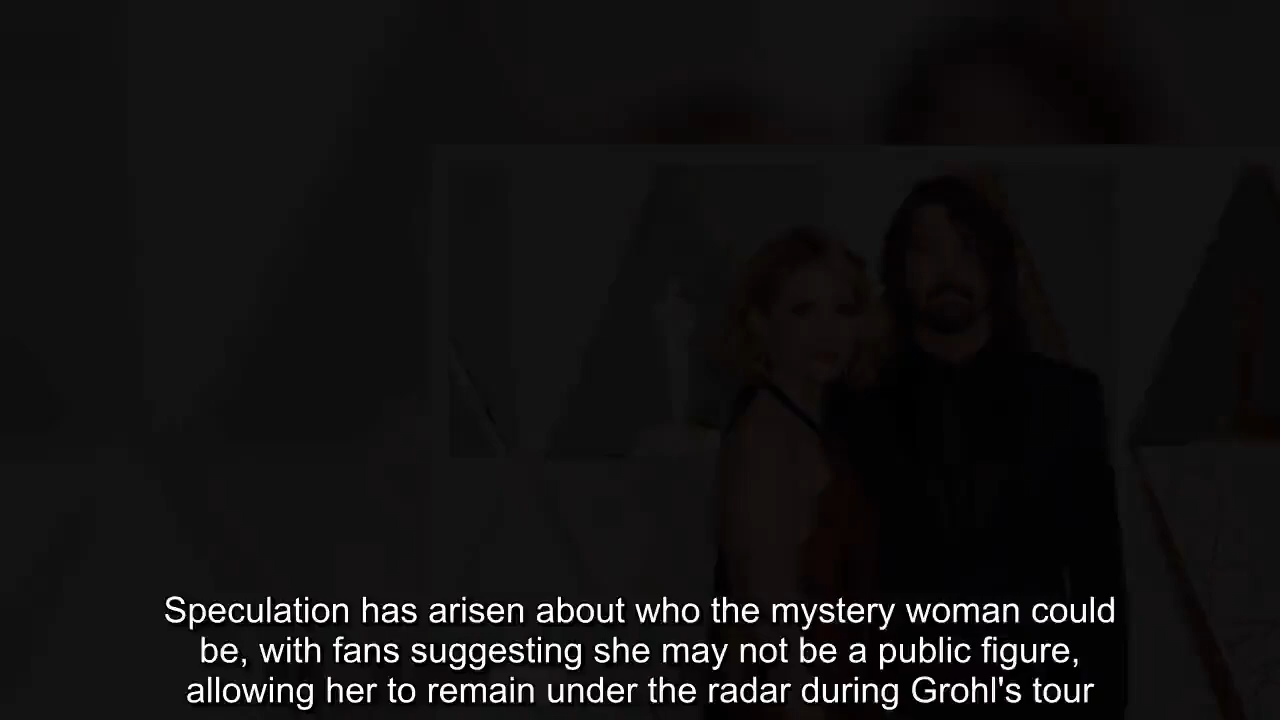 Speculation has arisen about who the mystery woman could
be, with fans suggesting she may not be a public figure,
allowing her to remain under the radar during Grohl's tour